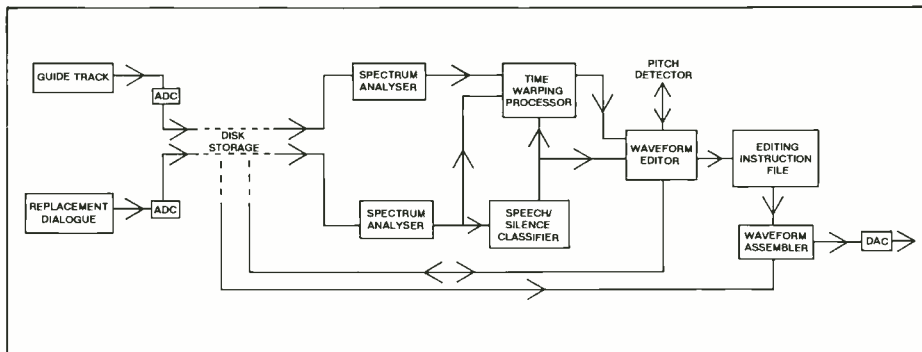 GUIDE TRACK
ADC
DISK
STORAGE
REPLACEMENT
DIALOGUE
ADC
SPECTRUM
ANALYSER
SPECTRUM
ANALYSER
TIME
WARPING
PROCESSOR
SPEECH/
SILENCE
CLASSIFIER
PITCH
DETECTOR
WAVEFORM
EDITOR
EDITING
INSTRUCTION
FILE
WAVEFORM
ASSEMBLER
DAC